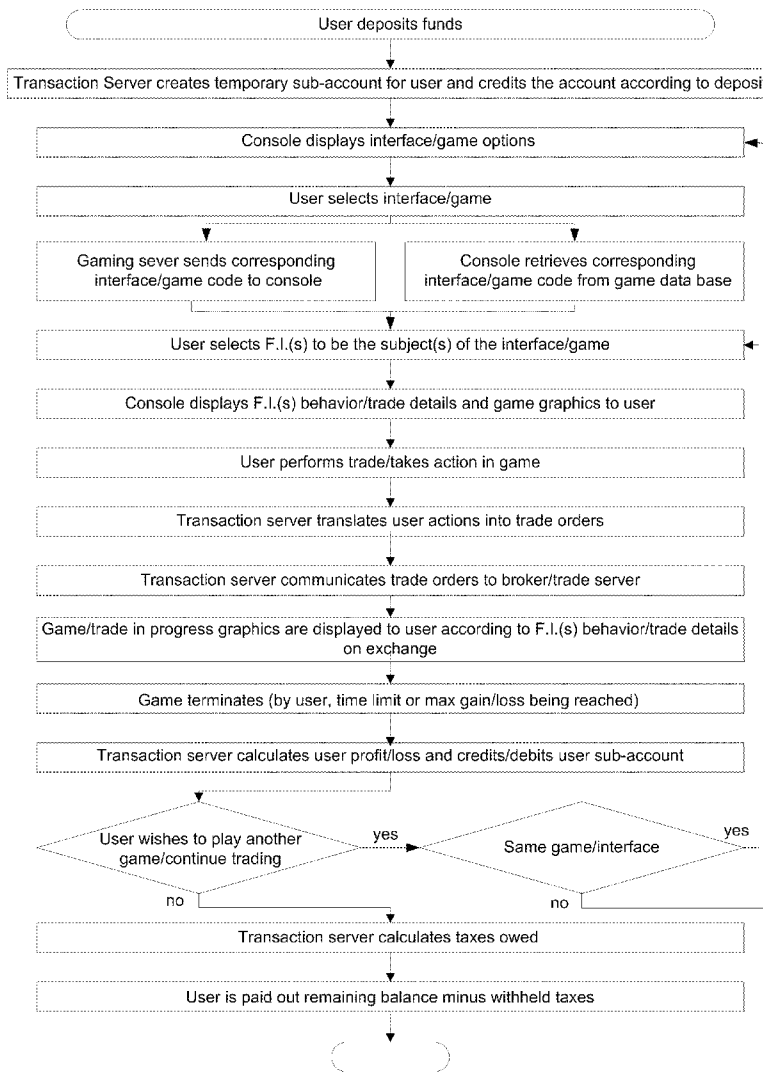 User deposits funds
Transaction Server creates temporary sub-account for user and credits the account according to deposi
Console displays interface/game options
User selects interface/game
Gaming sever sends corresponding
interface/game code to console
Console retrieves corresponding
interface/game code from game data base
User selects F.I.(s) to be the subject(s) of the interface/game
Console displays F.I.(s) behavior/trade details and game graphics to user
User performs trade/takes action in game
Transaction server translates user actions into trade orders
Transaction server communicates trade orders to broker/trade server
Game/trade in progress graphics are displayed to user according to F.I.(s) behavior/trade details
on exchange
Game terminates (by user, time limit or max gain/loss being reached)
Transaction server calculates user profit/loss and credits/debits user sub-account
User wishes to play another
game/continue trading
yes
Same game/interface
yes
no
no
Transaction server calculates taxes owed
User is paid out remaining balance minus withheld taxes